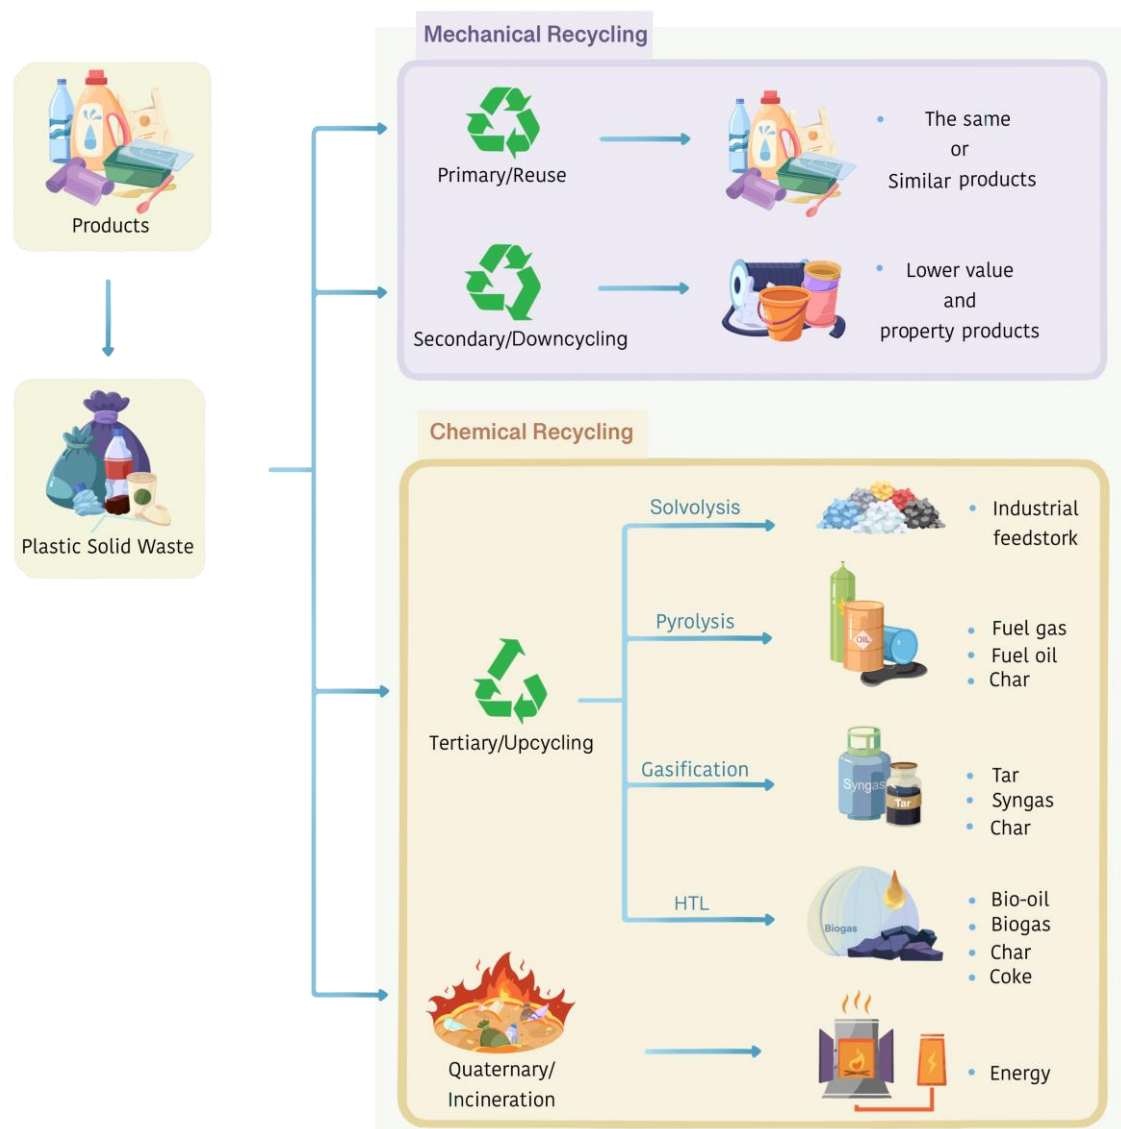 Mechanical Recycling
Products
Primary/Reuse
The same
or
Similar products
Secondary/Downcycling
Lower value
and
property products
Plastic Solid Waste
Chemical Recycling
Solvolysis
Industrial
feedstork
Pyrolysis
OIL
Fuel gas
Fuel oil
Char
Tertiary/Upcycling
Gasification
Syngas
Tar
Tar
Syngas
Char
HTL
Biogas
Bio-oil
Biogas
Char
Coke
Quaternary/
Incineration
Energy